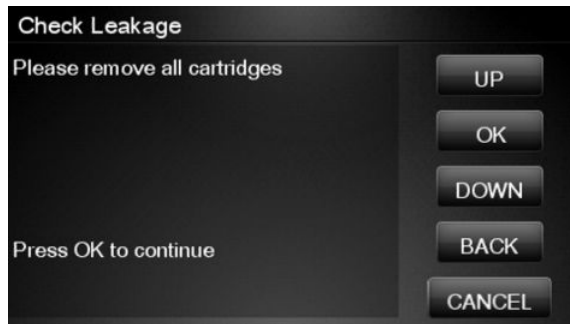 Check Leakage
Please remove all cartridges
Press OK to continue
UP
OK
DOWN
BACK
CANCEL